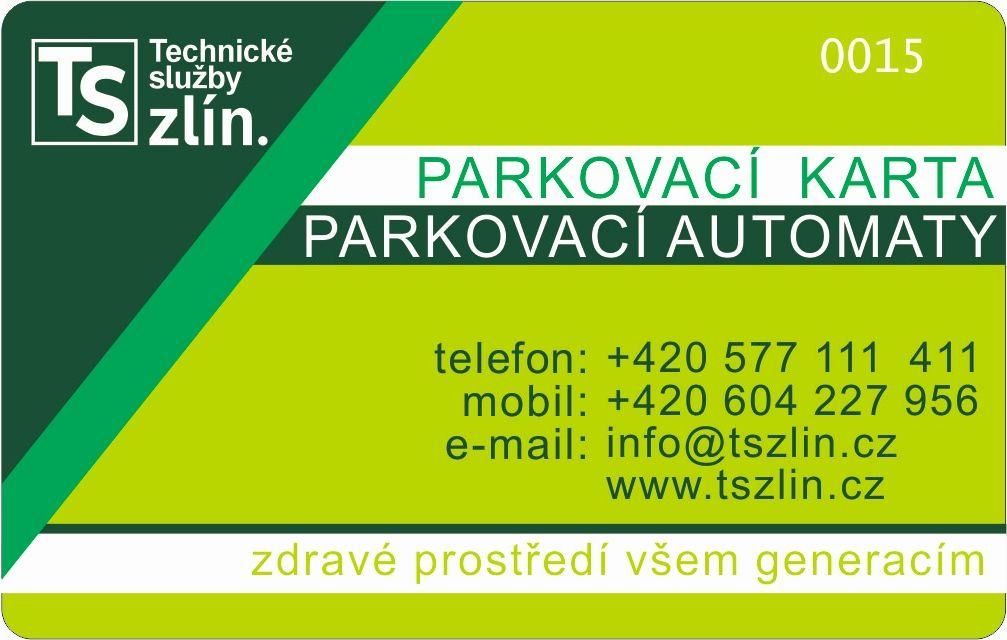 TS
Technické
služby
zlín.
0015
PARKOVACÍ KARTA
PARKOVACÍ AUTOMATY
telefon: +420 577 111 411
mobil: +420 604 227 956
e-mail: info@tszlin.cz
www.tszlin.cz
zdravé prostředí všem generacím